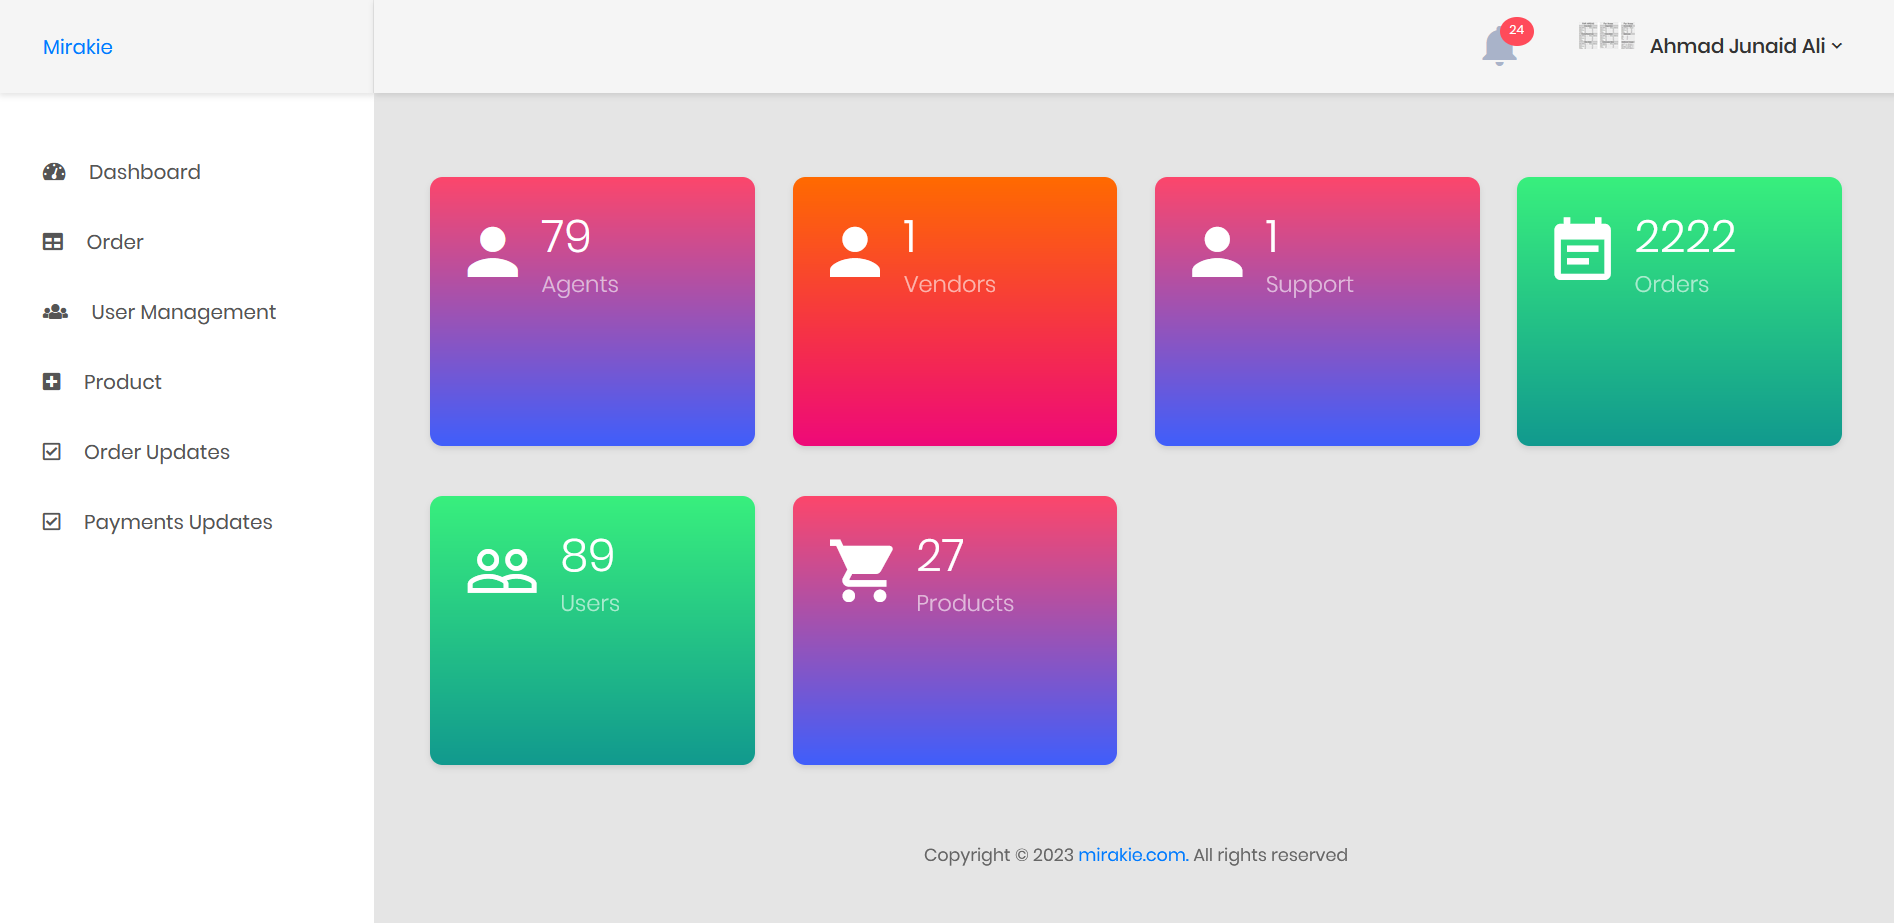 Mirakie
24
Ahmad Junaid Ali
Dashboard
Order
User Management
Product
Order Updates
Payments Updates
79
Agents
1
Vendors
1
Support
2222
Orders
89
Users
27
Products
Copyright © 2023 mirakie.com. All rights reserved